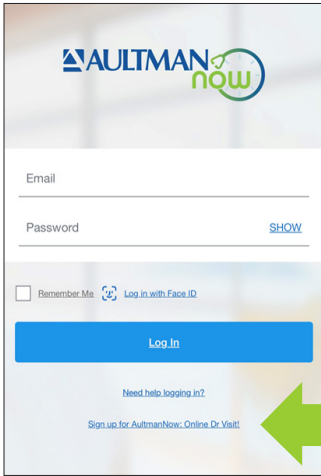 AULTMAN
now
Email
Password SHOW
Remember Me Log in with Face ID
Log In
Need help logging in?
Sign up for AultmanNow: Online Dr Visit!